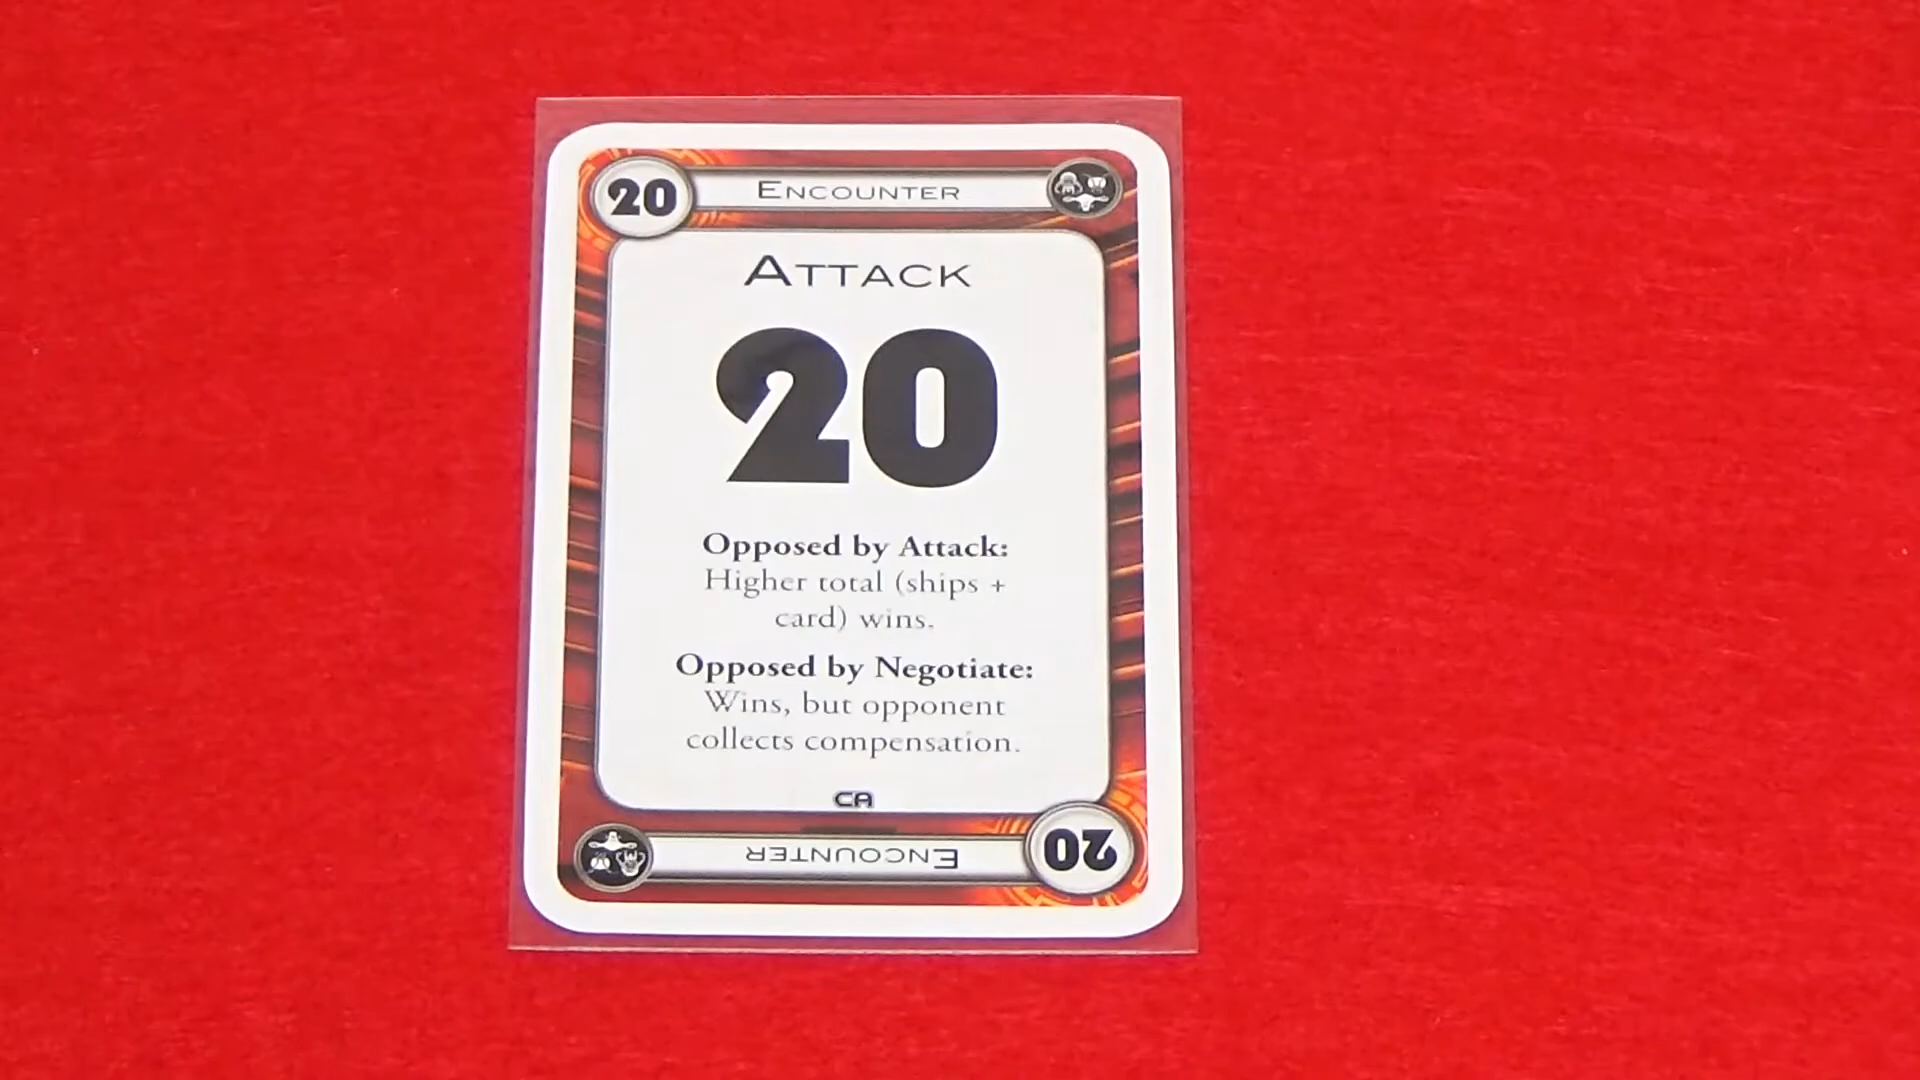 20 ENCOUNTER
ATTACK
20
Opposed by Attack:
Higher total (ships +
card) wins.
Opposed by Negotiate:
Wins, but opponent
collects compensation.
CA
ENCOUNTER 20